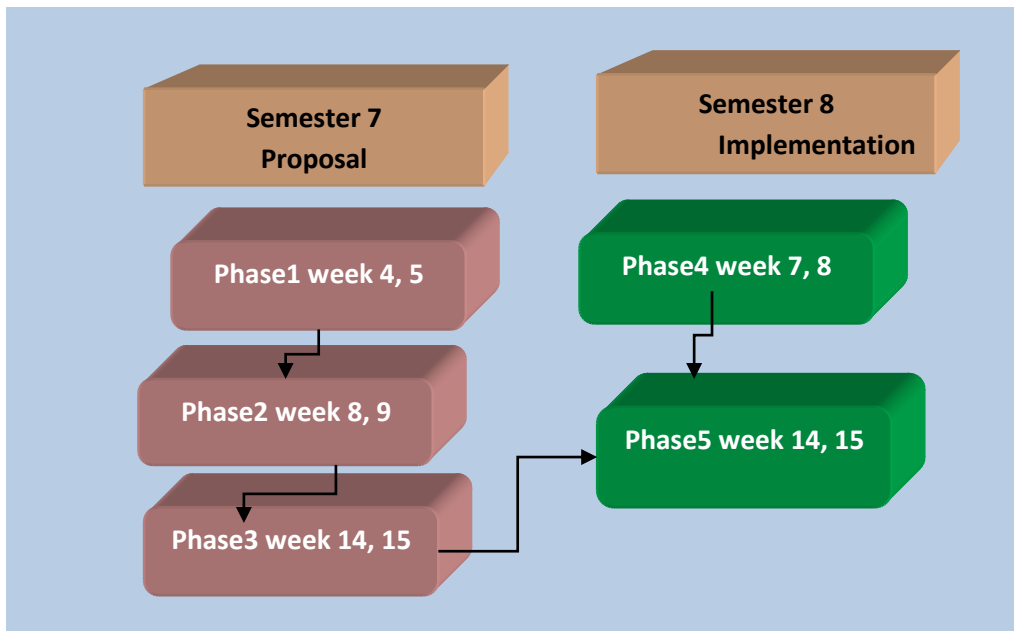 Semester 7
Proposal
Semester 8
Implementation
Phase1 week 4, 5
Phase4 week 7, 8
Phase2 week 8, 9
Phase5 week 14, 15
Phase3 week 14, 15